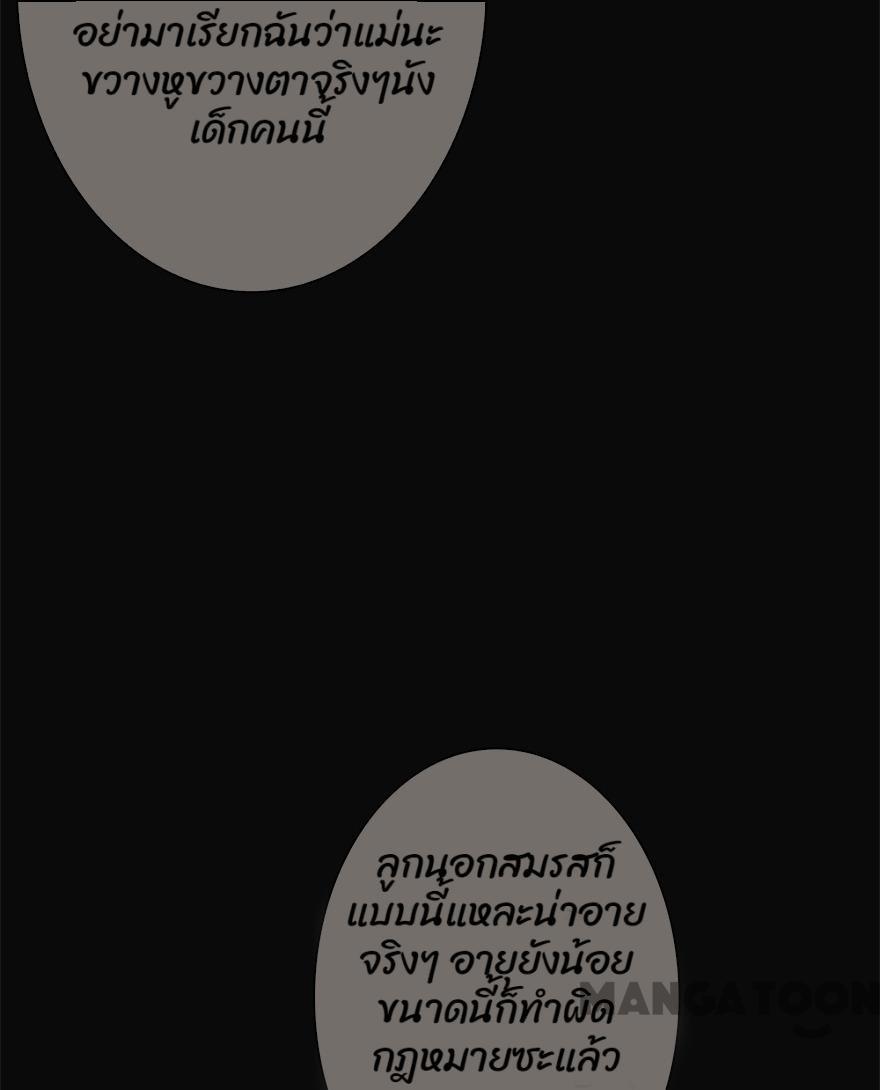 อย่ามาเรียกฉันว่าแม่นะ
ขวางหูขวางตาจริงๆนัง
เด็กคนนี้
ลูกนอกสมรสก็
แบบนี้แหละน่าอาย
จริงๆ อายุยังน้อย
ขนาดนี้ก็ทำผิด
กฎหมายซะแล้ว
MANGATOON